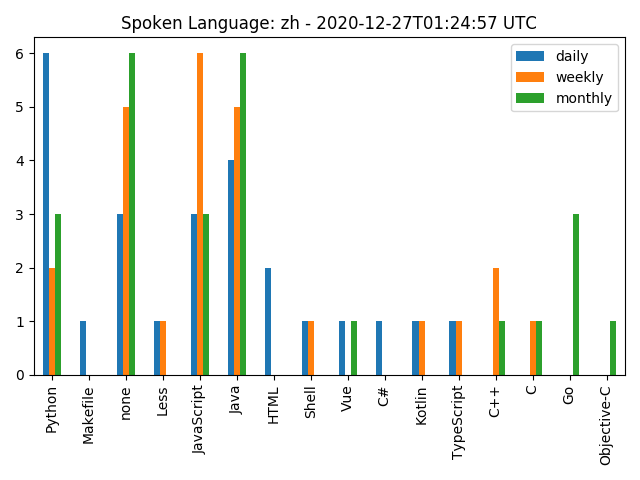 Spoken Language: zh - 2020-12-27T01:24:57 UTC
daily
weekly
monthly
6
5
4
3
2
1
0
Python
Makefile
none
Less
JavaScript
Java
HTML
Shell
Vue
C#
Kotlin
TypeScript
C++
C
Go
Objective-C